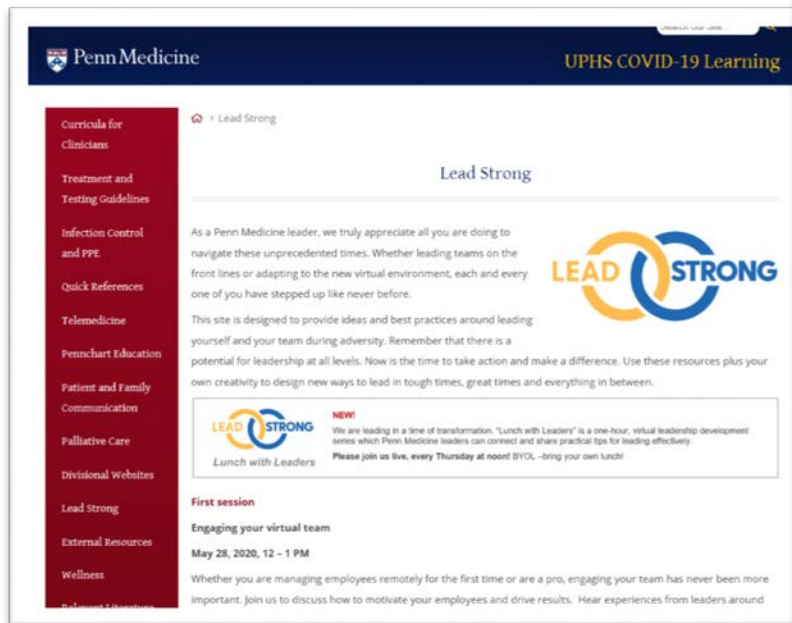 Search Our Site...
Penn Medicine
UPHS COVID-19 Learning
Curricula for
Clinicians
Treatment and
Testing Guidelines
Infection Control
and PPE
Quick References
Telemedicine
Pennchart Education
Patient and Family
Communication
Palliative Care
Divisional Websites
Lead Strong
External Resources
Wellness
Relevant Literature
> Lead Strong
Lead Strong
As a Penn Medicine leader, we truly appreciate all you are doing to
navigate these unprecedented times. Whether leading teams on the
front lines or adapting to the new virtual environment, each and every
one of you have stepped up like never before.
LEAD STRONG
This site is designed to provide ideas and best practices around leading
yourself and your team during adversity. Remember that there is a
potential for leadership at all levels. Now is the time to take action and make a difference. Use these resources plus your
own creativity to design new ways to lead in tough times, great times and everything in between.
LEAD STRONG
Lunch with Leaders
NEW!
We are leading in a time of transformation. "Lunch with Leaders" is a one-hour, virtual leadership development
series which Penn Medicine leaders can connect and share practical tips for leading effectively.
Please join us live, every Thursday at noon! BYOL –bring your own lunch!
First session
Engaging your virtual team
May 28, 2020, 12 – 1 PM
Whether you are managing employees remotely for the first time or are a pro, engaging your team has never been more
important. Join us to discuss how to motivate your employees and drive results. Hear experiences from leaders around